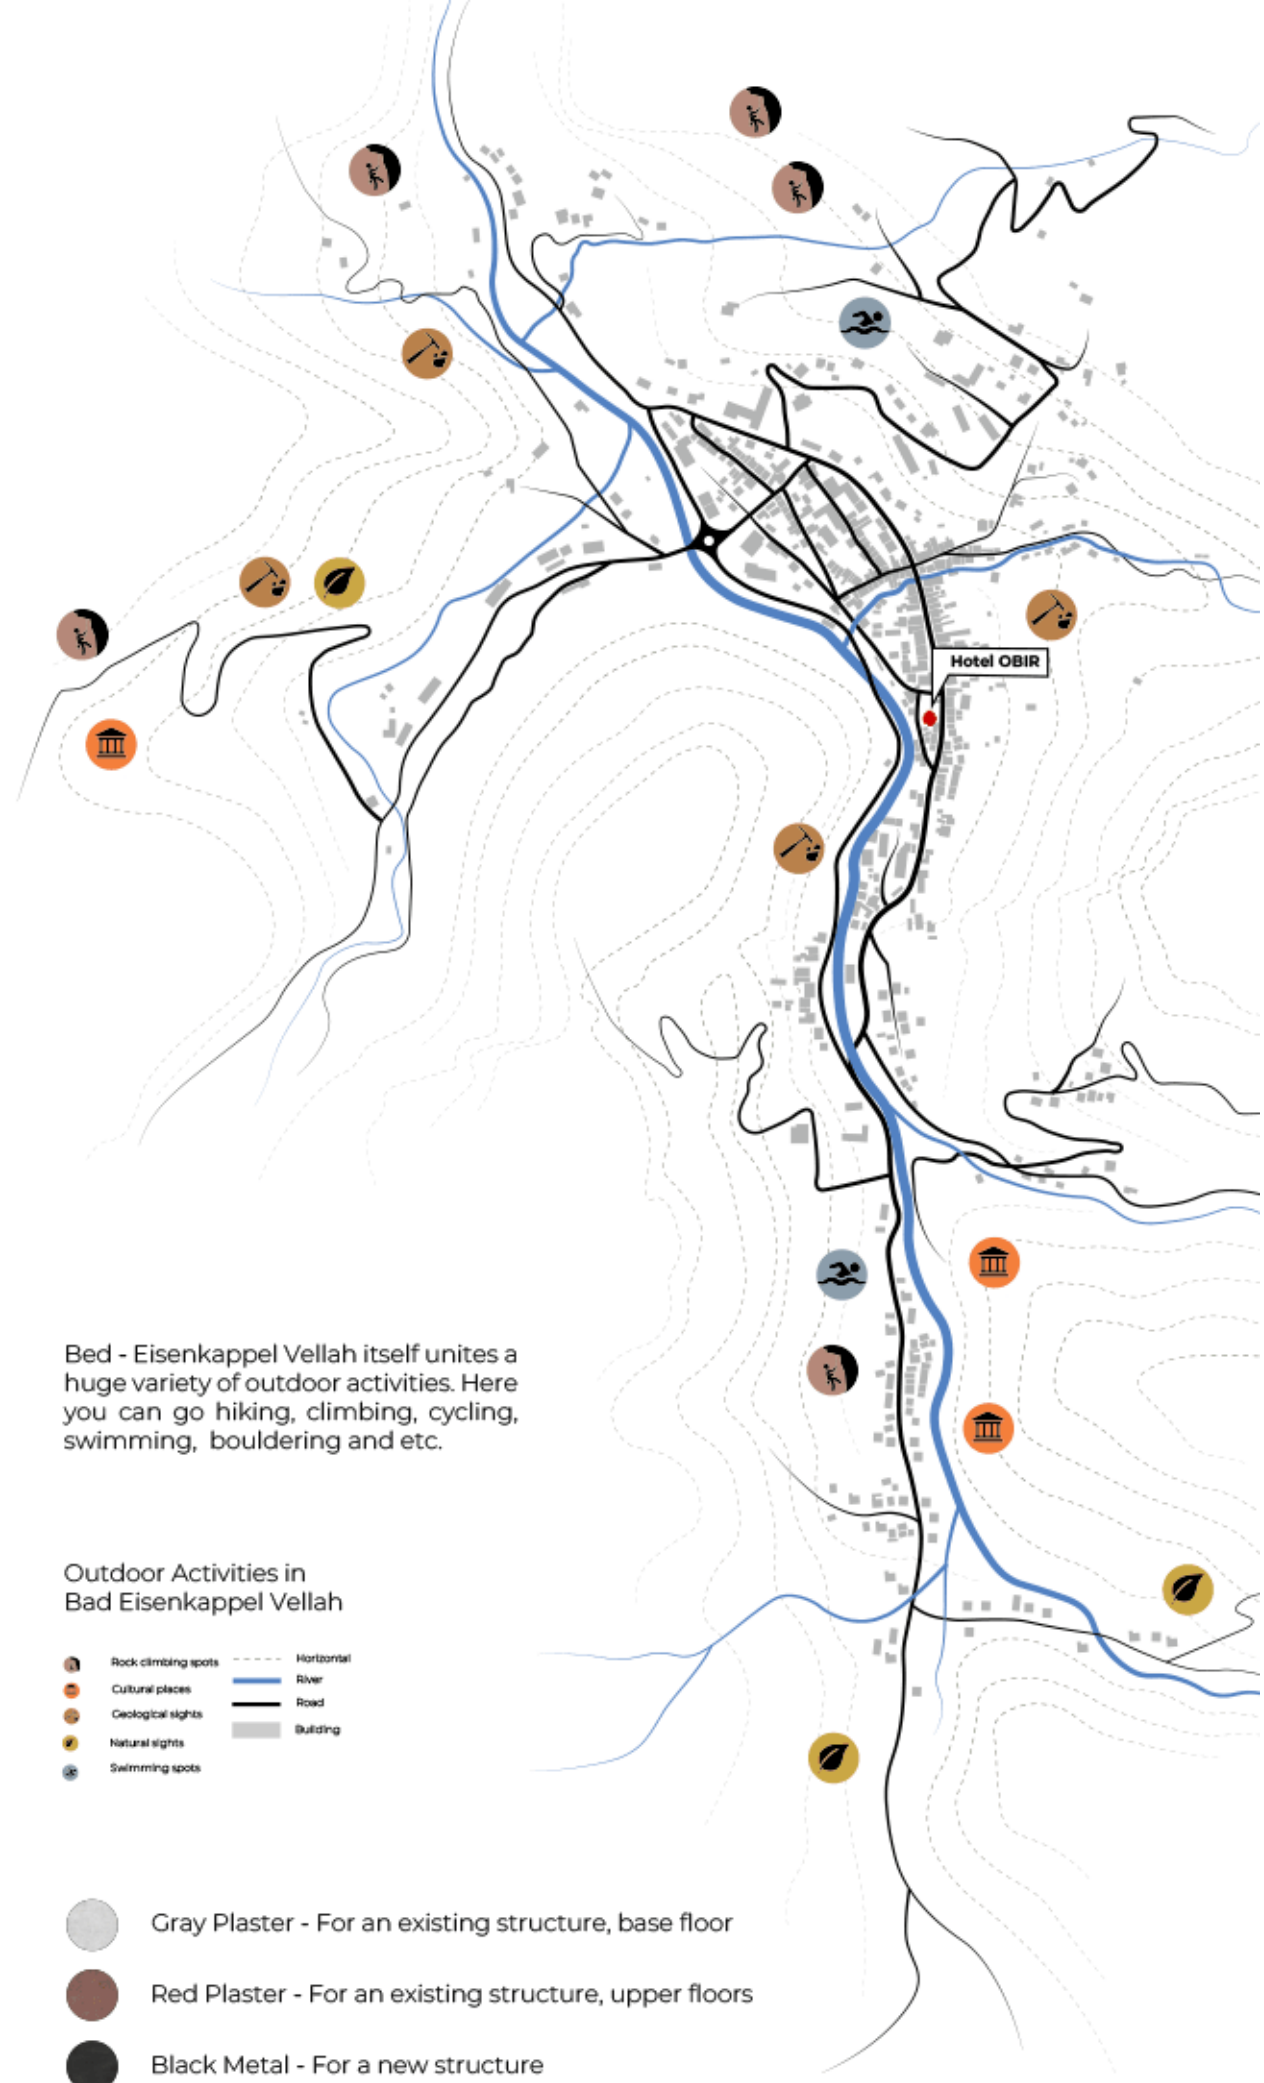 Hotel OBIR
Bed - Eisenkappel Vellah itself unites a
huge variety of outdoor activities. Here
you can go hiking, climbing, cycling,
swimming, bouldering and etc.
Outdoor Activities in
Bad Eisenkappel Vellah
Rock climbing spots
Cultural places
Geological sights
Natural sights
Swimming spots
Horizontal
River
Road
Building
Gray Plaster - For an existing structure, base floor
Red Plaster - For an existing structure, upper floors
Black Metal - For a new structure